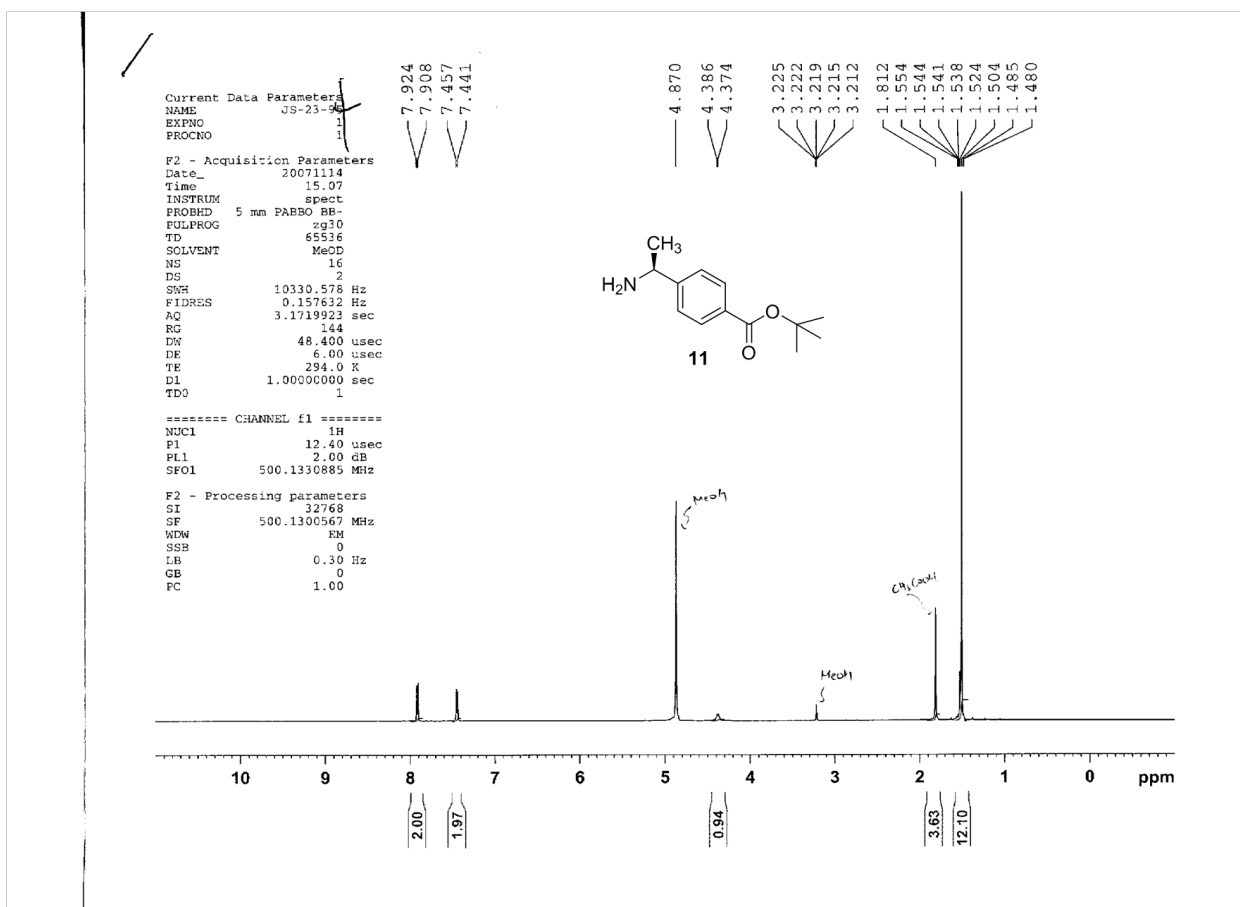 7.924
7.908
7.457
7.441
4.870
4.386
4.374
3.225
3.222
3.219
3.215
3.212
1.812
1.554
1.544
1.541
1.538
1.524
1.504
1.485
1.480
Current Data Parameters
NAME JS-23-95
EXPNO 1
PROCNO 1
F2 - Acquisition Parameters
Date_ 20071114
Time 15.07
INSTRUM spect
PROBHD 5 mm PABBO BB-
PULPROG zg30
TD 65536
SOLVENT MeOD
NS 16
DS 2
SWH 10330.578 Hz
FIDRES 0.157632 Hz
AQ 3.1719923 sec
RG 144
DW 48.400 usec
DE 6.00 usec
TE 294.0 K
D1 1.00000000 sec
TD0 1
======== CHANNEL f1 ========
NUC1 1H
P1 12.40 usec
PL1 2.00 dB
SFO1 500.1330885 MHz
F2 - Processing parameters
SI 32768
SF 500.1300567 MHz
WDW EM
SSB 0
LB 0.30 Hz
GB 0
PC 1.00
CH3
H2N
O
O
11
MeOH
CH3COOH
MeOH
10 9 8 7 6 5 4 3 2 1 0 ppm
2.00
1.97
0.94
3.63
12.10